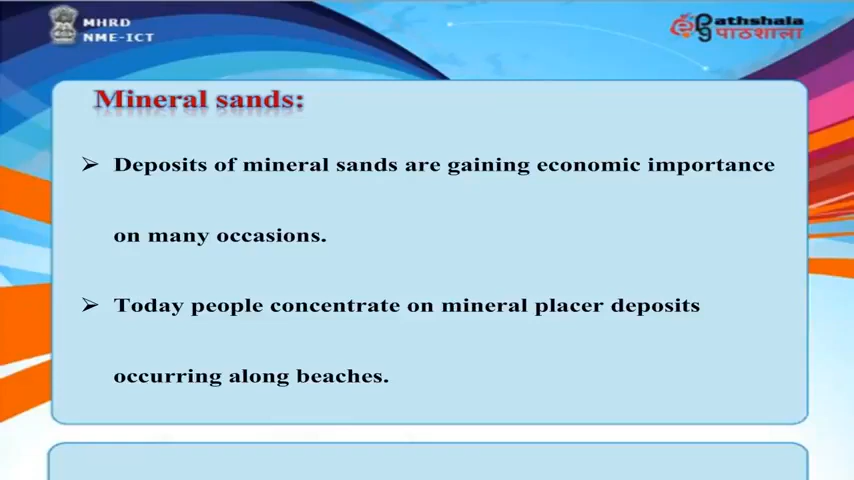 MHRD
NME-ICT
Pathshala
पाठशाला
Mineral sands:
➢ Deposits of mineral sands are gaining economic importance
on many occasions.
➢ Today people concentrate on mineral placer deposits
occurring along beaches.